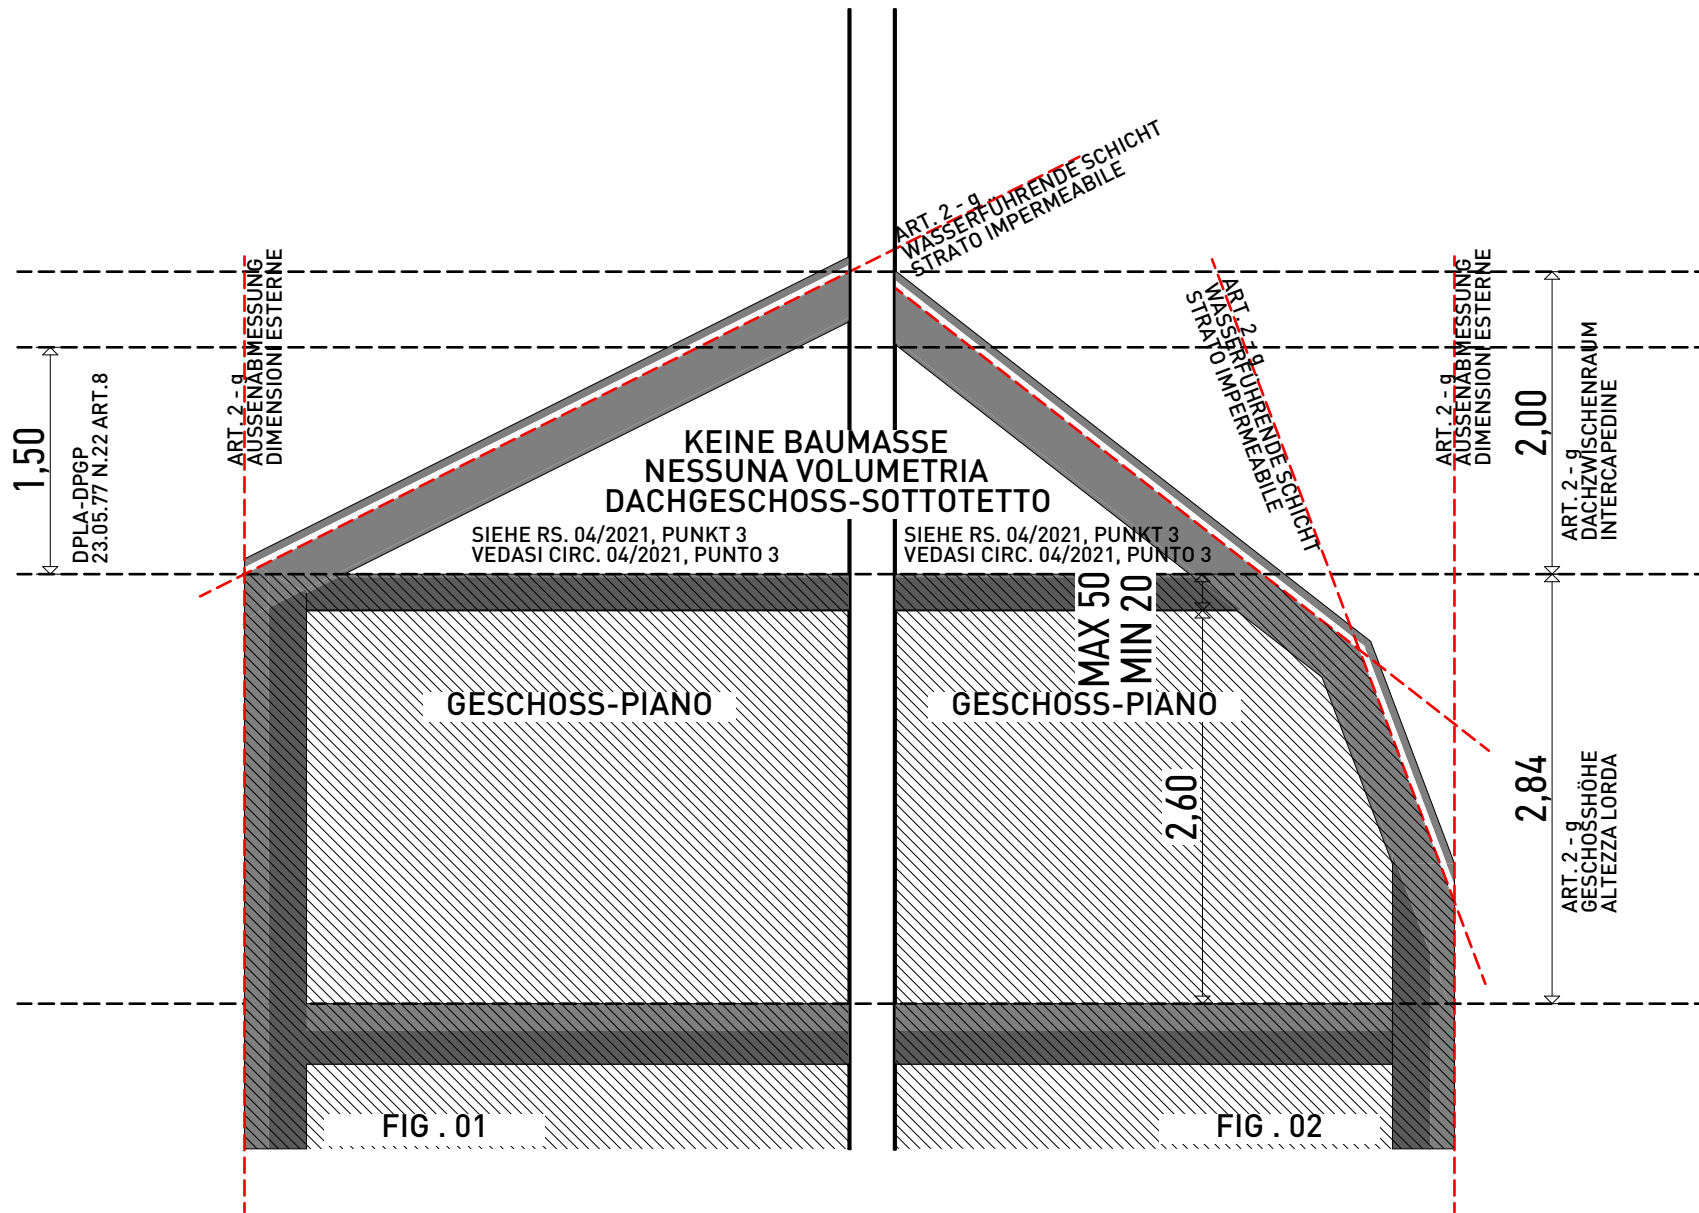 ART. 2 - g
WASSERFÜHRENDE SCHICHT
STRATO IMPERMEABILE
ART. 2 - g
AUSSENABMESSUNG
DIMENSIONI ESTERNE
ART. 2 - g
WASSERFÜHRENDE SCHICHT
STRATO IMPERMEABILE
ART. 2 - g
AUSSENABMESSUNG
DIMENSIONI ESTERNE
1,50
DPLA-DPGP
23.05.77 N.22 ART.8
2,00
ART. 2 - g
DACHZWISCHENRAUM
INTERCAPEDINE
KEINE BAUMASSE
NESSUNA VOLUMETRIA
DACHGESCHOSS-SOTTOTETTO
SIEHE RS. 04/2021, PUNKT 3
VEDASI CIRC. 04/2021, PUNTO 3
SIEHE RS. 04/2021, PUNKT 3
VEDASI CIRC. 04/2021, PUNTO 3
MAX 50
MIN 20
GESCHOSS-PIANO
GESCHOSS-PIANO
2,60
2,84
ART. 2 - g
GESCHOSSHÖHE
ALTEZZA LORDA
FIG . 01
FIG . 02